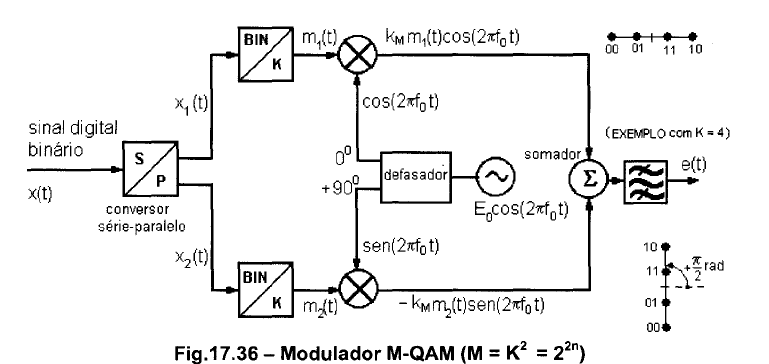 BIN
K
m₁(t)
k_M m₁(t)cos(2πf₀t)
00 01 11 10
x₁(t)
cos(2πf₀t)
sinal digital
binário
x(t)
S
P
conversor
série-paralelo
0⁰
+90⁰
defasador
E₀cos(2πf₀t)
somador
Σ
(EXEMPLO com K = 4)
e(t)
sen(2πf₀t)
x₂(t)
BIN
K
m₂(t)
-k_M m₂(t)sen(2πf₀t)
10
11
01
00
+π/2 rad
Fig.17.36 – Modulador M-QAM (M = K² = 2²ⁿ)